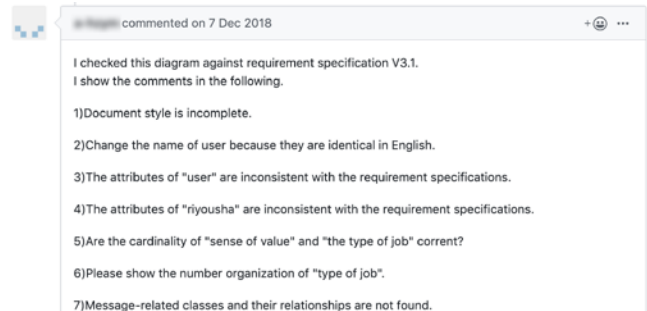 commented on 7 Dec 2018
I checked this diagram against requirement specification V3.1.
I show the comments in the following.
1)Document style is incomplete.
2)Change the name of user because they are identical in English.
3)The attributes of "user" are inconsistent with the requirement specifications.
4)The attributes of "riyousha" are inconsistent with the requirement specifications.
5)Are the cardinality of "sense of value" and "the type of job" corrent?
6)Please show the number organization of "type of job".
7)Message-related classes and their relationships are not found.